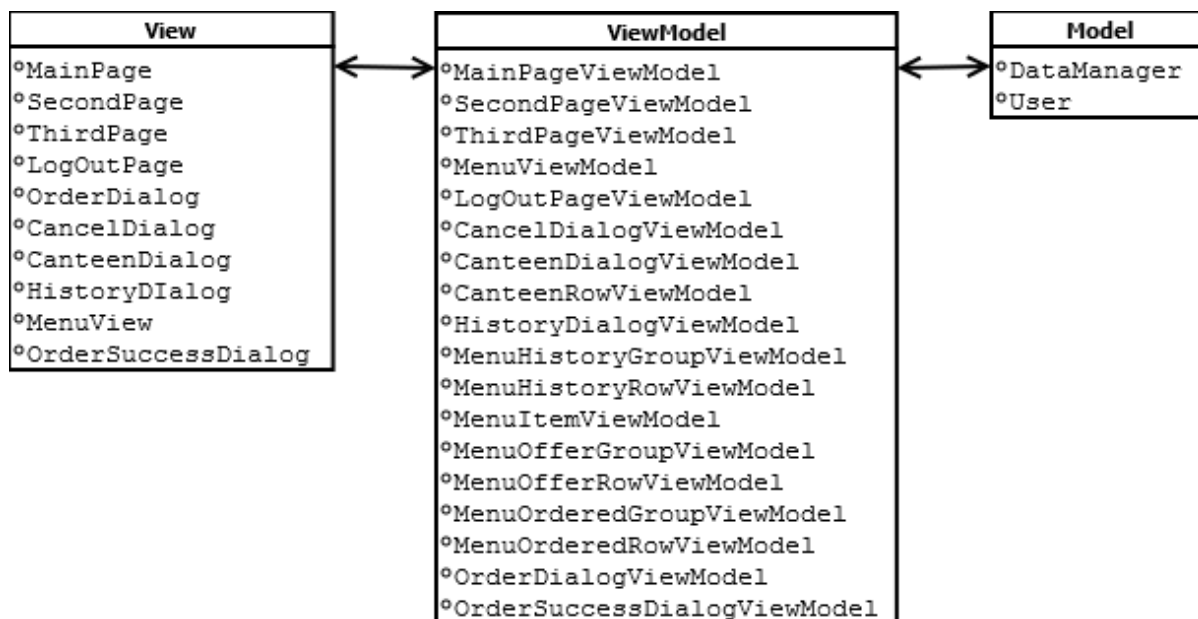 View
°MainPage
°SecondPage
°ThirdPage
°LogOutPage
°OrderDialog
°CancelDialog
°CanteenDialog
°HistoryDIalog
°MenuView
°OrderSuccessDialog
ViewModel
°MainPageViewModel
°SecondPageViewModel
°ThirdPageViewModel
°MenuViewModel
°LogOutPageViewModel
°CancelDialogViewModel
°CanteenDialogViewModel
°CanteenRowViewModel
°HistoryDialogViewModel
°MenuHistoryGroupViewModel
°MenuHistoryRowViewModel
°MenuItemViewModel
°MenuOfferGroupViewModel
°MenuOfferRowViewModel
°MenuOrderedGroupViewModel
°MenuOrderedRowViewModel
°OrderDialogViewModel
°OrderSuccessDialogViewModel
Model
°DataManager
°User